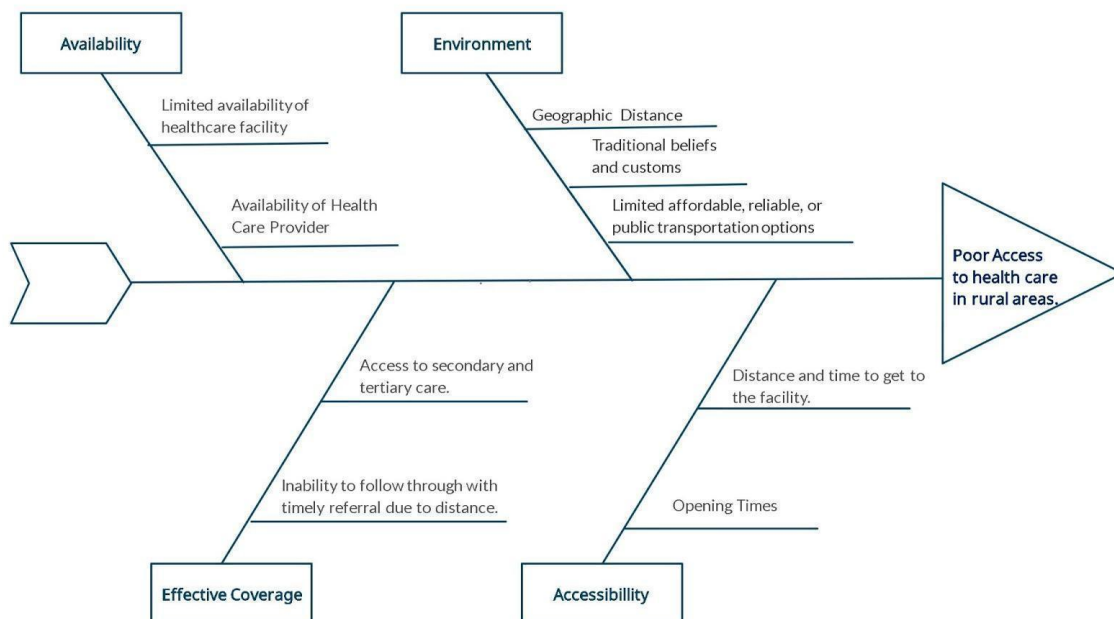 Availability
Environment
Limited availability of
healthcare facility
Geographic Distance
Traditional beliefs
and customs
Availability of Health
Care Provider
Limited affordable, reliable, or
public transportation options
Poor Access
to health care
in rural areas.
Access to secondary and
tertiary care.
Distance and time to get to
the facility.
Inability to follow through with
timely referral due to distance.
Opening Times
Effective Coverage
Accessibillity